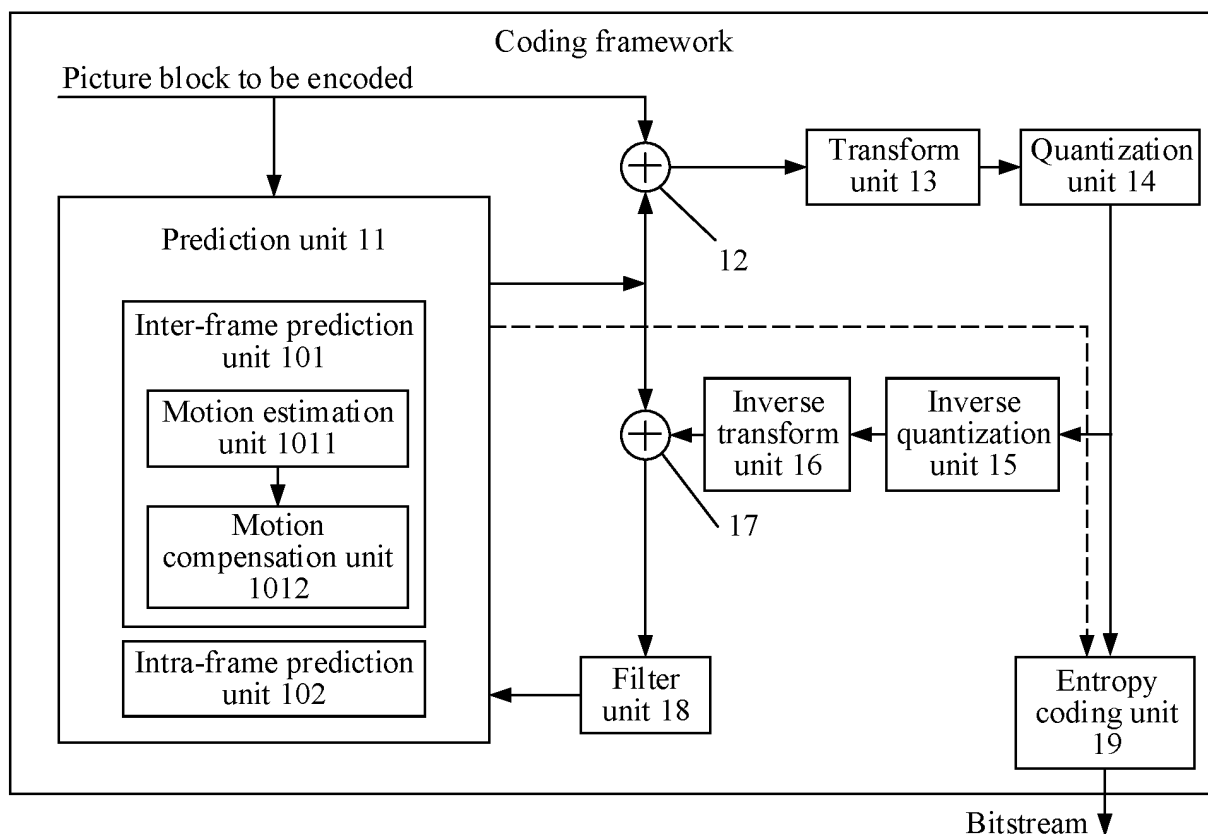 Coding framework
Picture block to be encoded
Transform
unit 13
Quantization
unit 14
12
Prediction unit 11
Inter-frame prediction
unit 101
Motion estimation
unit 1011
Motion
compensation unit
1012
Intra-frame prediction
unit 102
Inverse
transform
unit 16
Inverse
quantization
unit 15
17
Filter
unit 18
Entropy
coding unit
19
Bitstream